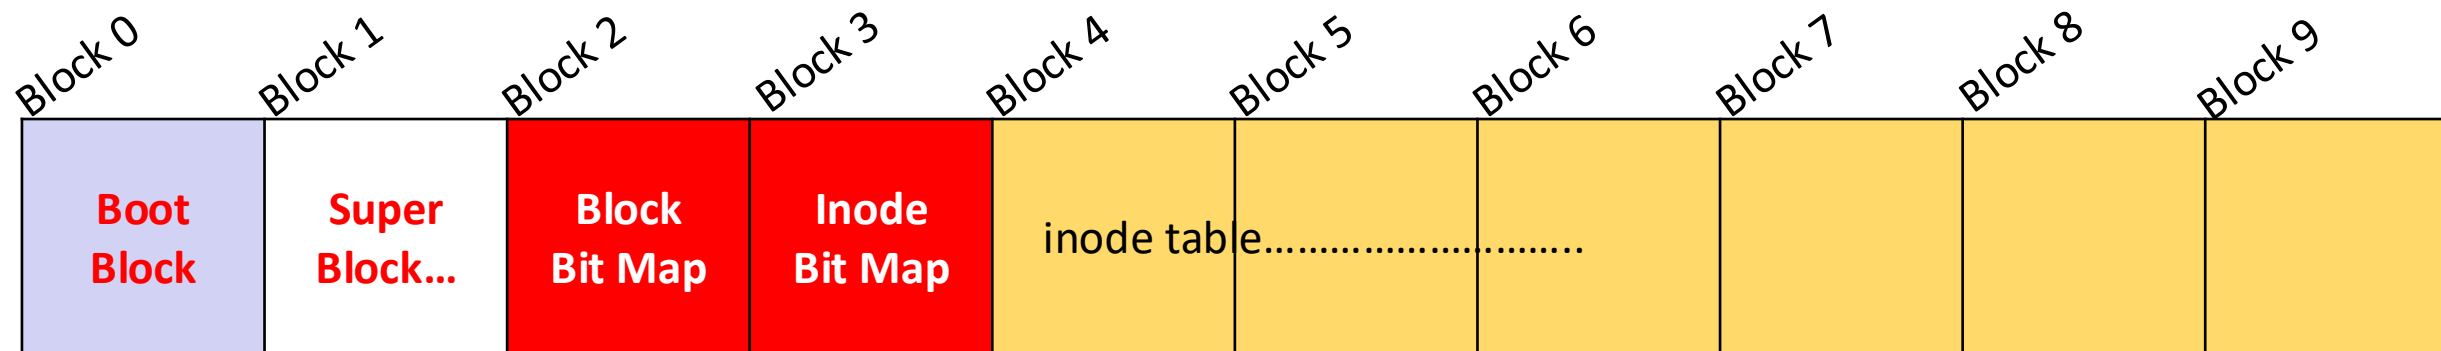 Block 0
Block 1
Block 2
Block 3
Block 4
Block 5
Block 6
Block 7
Block 8
Block 9
Boot
Block
Super
Block...
Block
Bit Map
Inode
Bit Map
inode table..............................